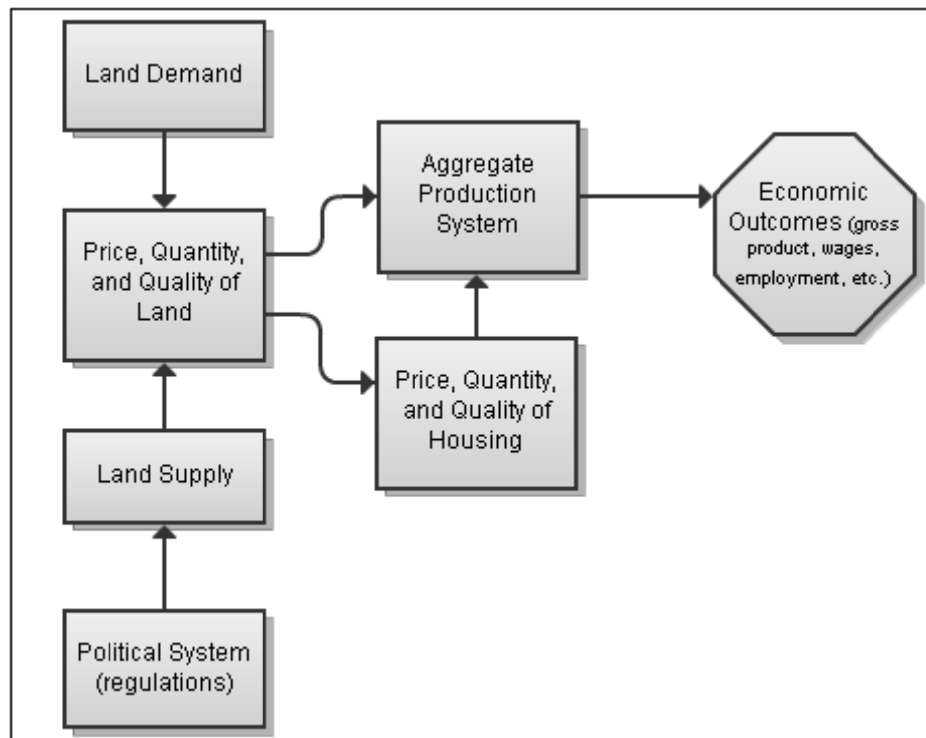 Land Demand
Price, Quantity,
and Quality of
Land
Land Supply
Political System
(regulations)
Aggregate
Production
System
Price, Quantity,
and Quality of
Housing
Economic
Outcomes (gross
product, wages,
employment, etc.)